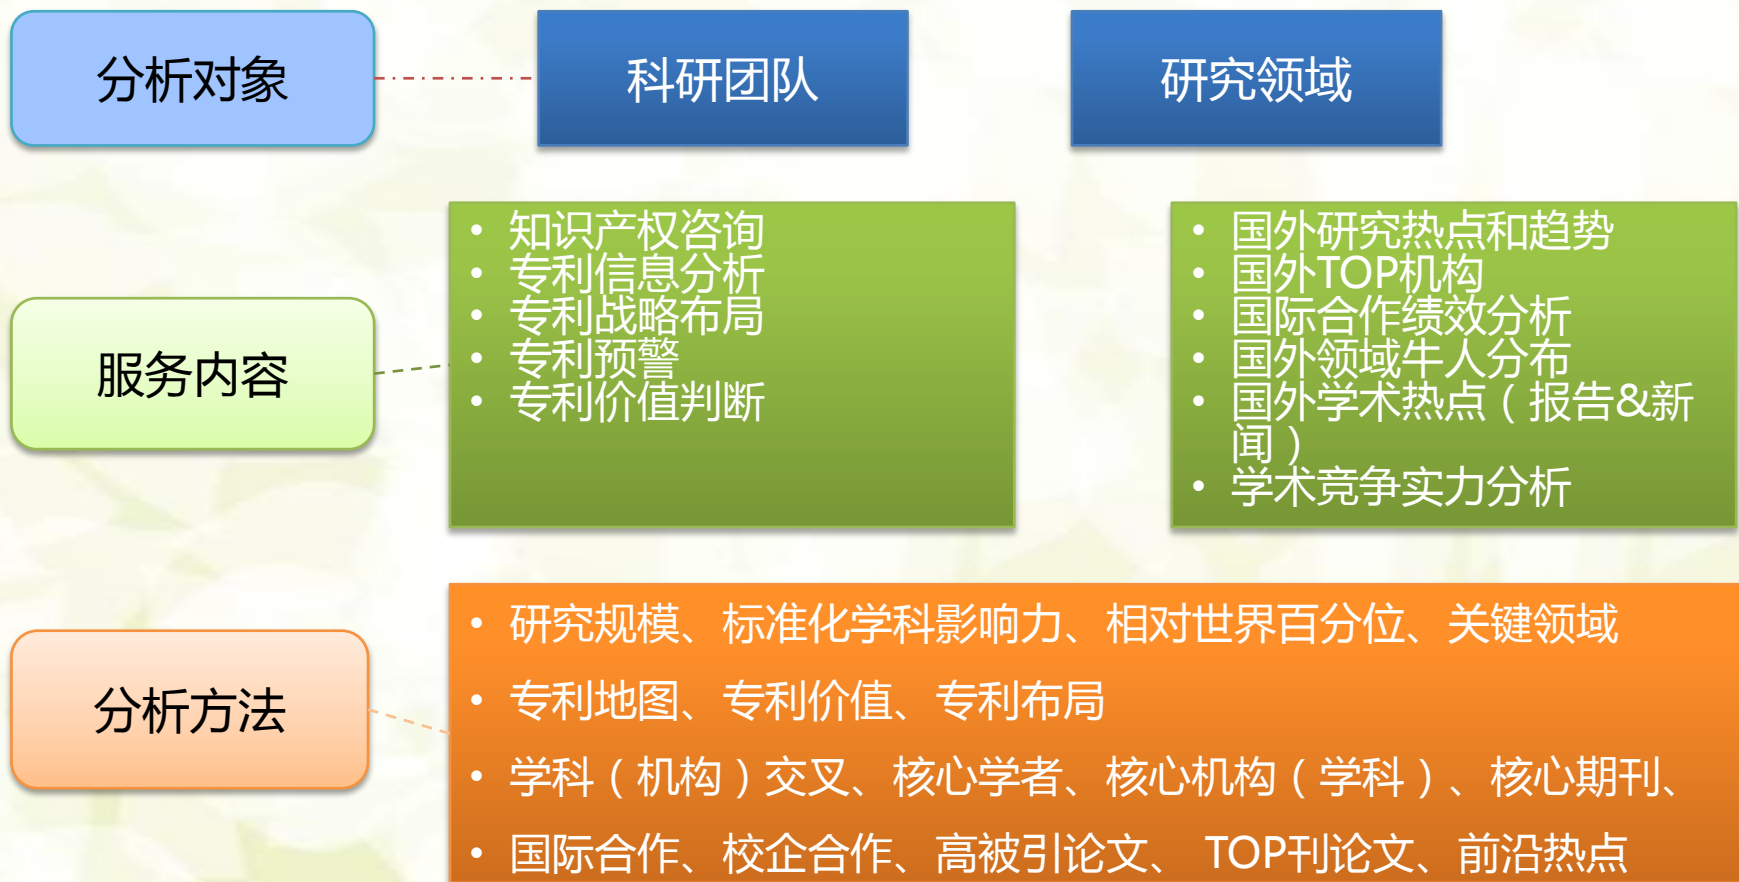 分析对象
科研团队
研究领域
服务内容
• 知识产权咨询
• 专利信息分析
• 专利战略布局
• 专利预警
• 专利价值判断
• 国外研究热点和趋势
• 国外TOP机构
• 国际合作绩效分析
• 国外领域牛人分布
• 国外学术热点（报告&新
闻）
• 学术竞争实力分析
分析方法
• 研究规模、标准化学科影响力、相对世界百分位、关键领域
• 专利地图、专利价值、专利布局
• 学科（机构）交叉、核心学者、核心机构（学科）、核心期刊、
• 国际合作、校企合作、高被引论文、 TOP刊论文、前沿热点